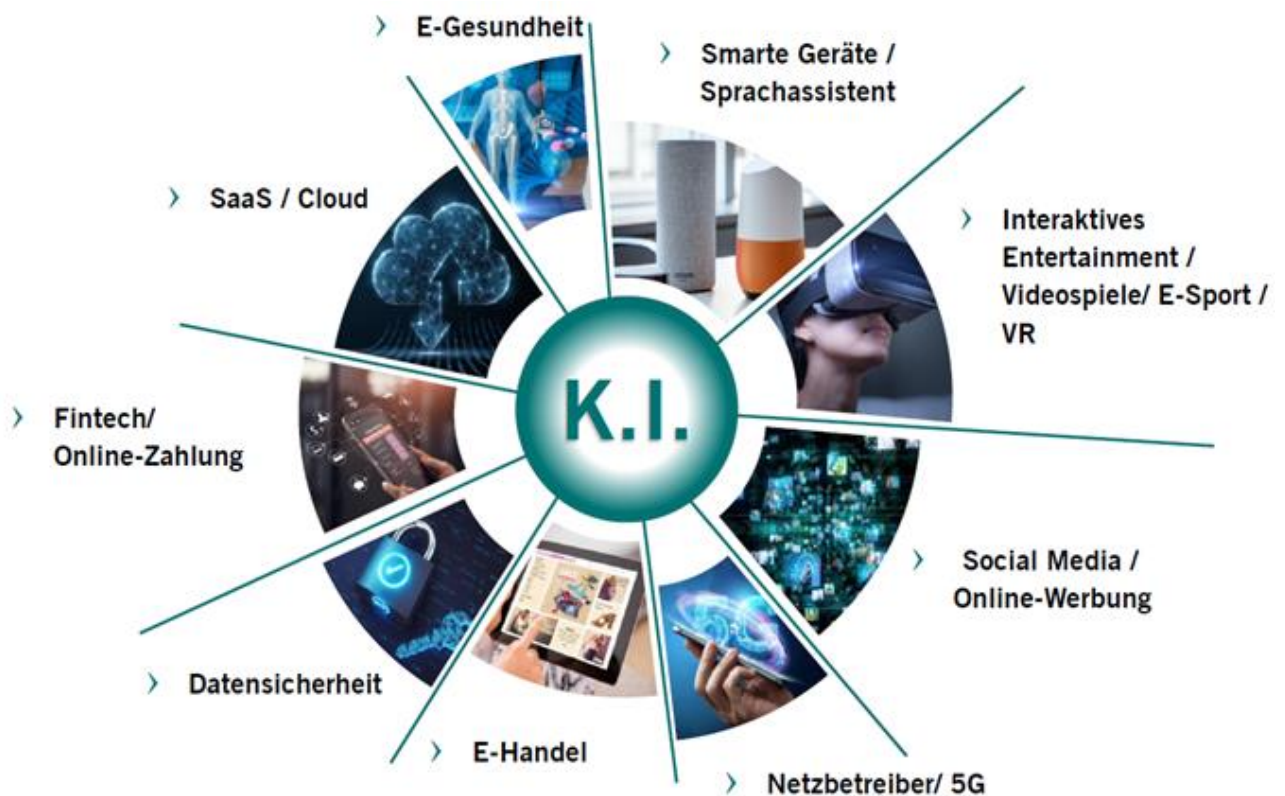 › E-Gesundheit
› Smarte Geräte /
Sprachassistent
› SaaS / Cloud
› Interaktives
Entertainment /
Videospiele/ E-Sport /
VR
K.I.
› Fintech/
Online-Zahlung
› Social Media /
Online-Werbung
› Datensicherheit
› E-Handel
5G
› Netzbetreiber/ 5G